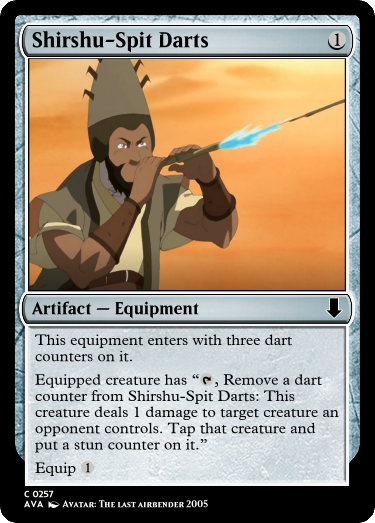 Shirshu-Spit Darts 1
Artifact — Equipment
This equipment enters with three dart
counters on it.
Equipped creature has “, Remove a dart
counter from Shirshu-Spit Darts: This
creature deals 1 damage to target creature an
opponent controls. Tap that creature and
put a stun counter on it.”
Equip 1
C 0257
AVA Avatar: The last airbender 2005